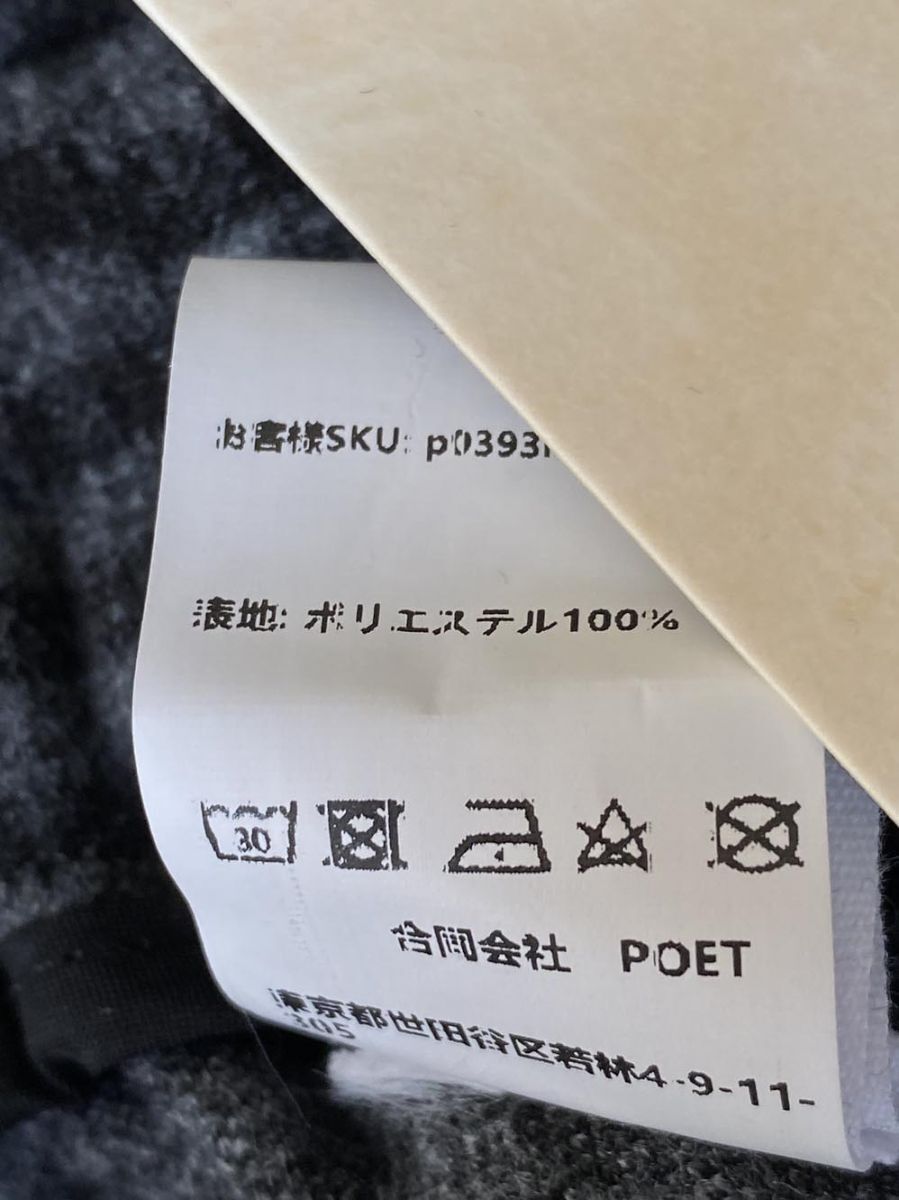 お客様SKU: p0393
表地: ポリエステル100%
30
合同会社 POET
東京都世田谷区若林4-9-11-
305